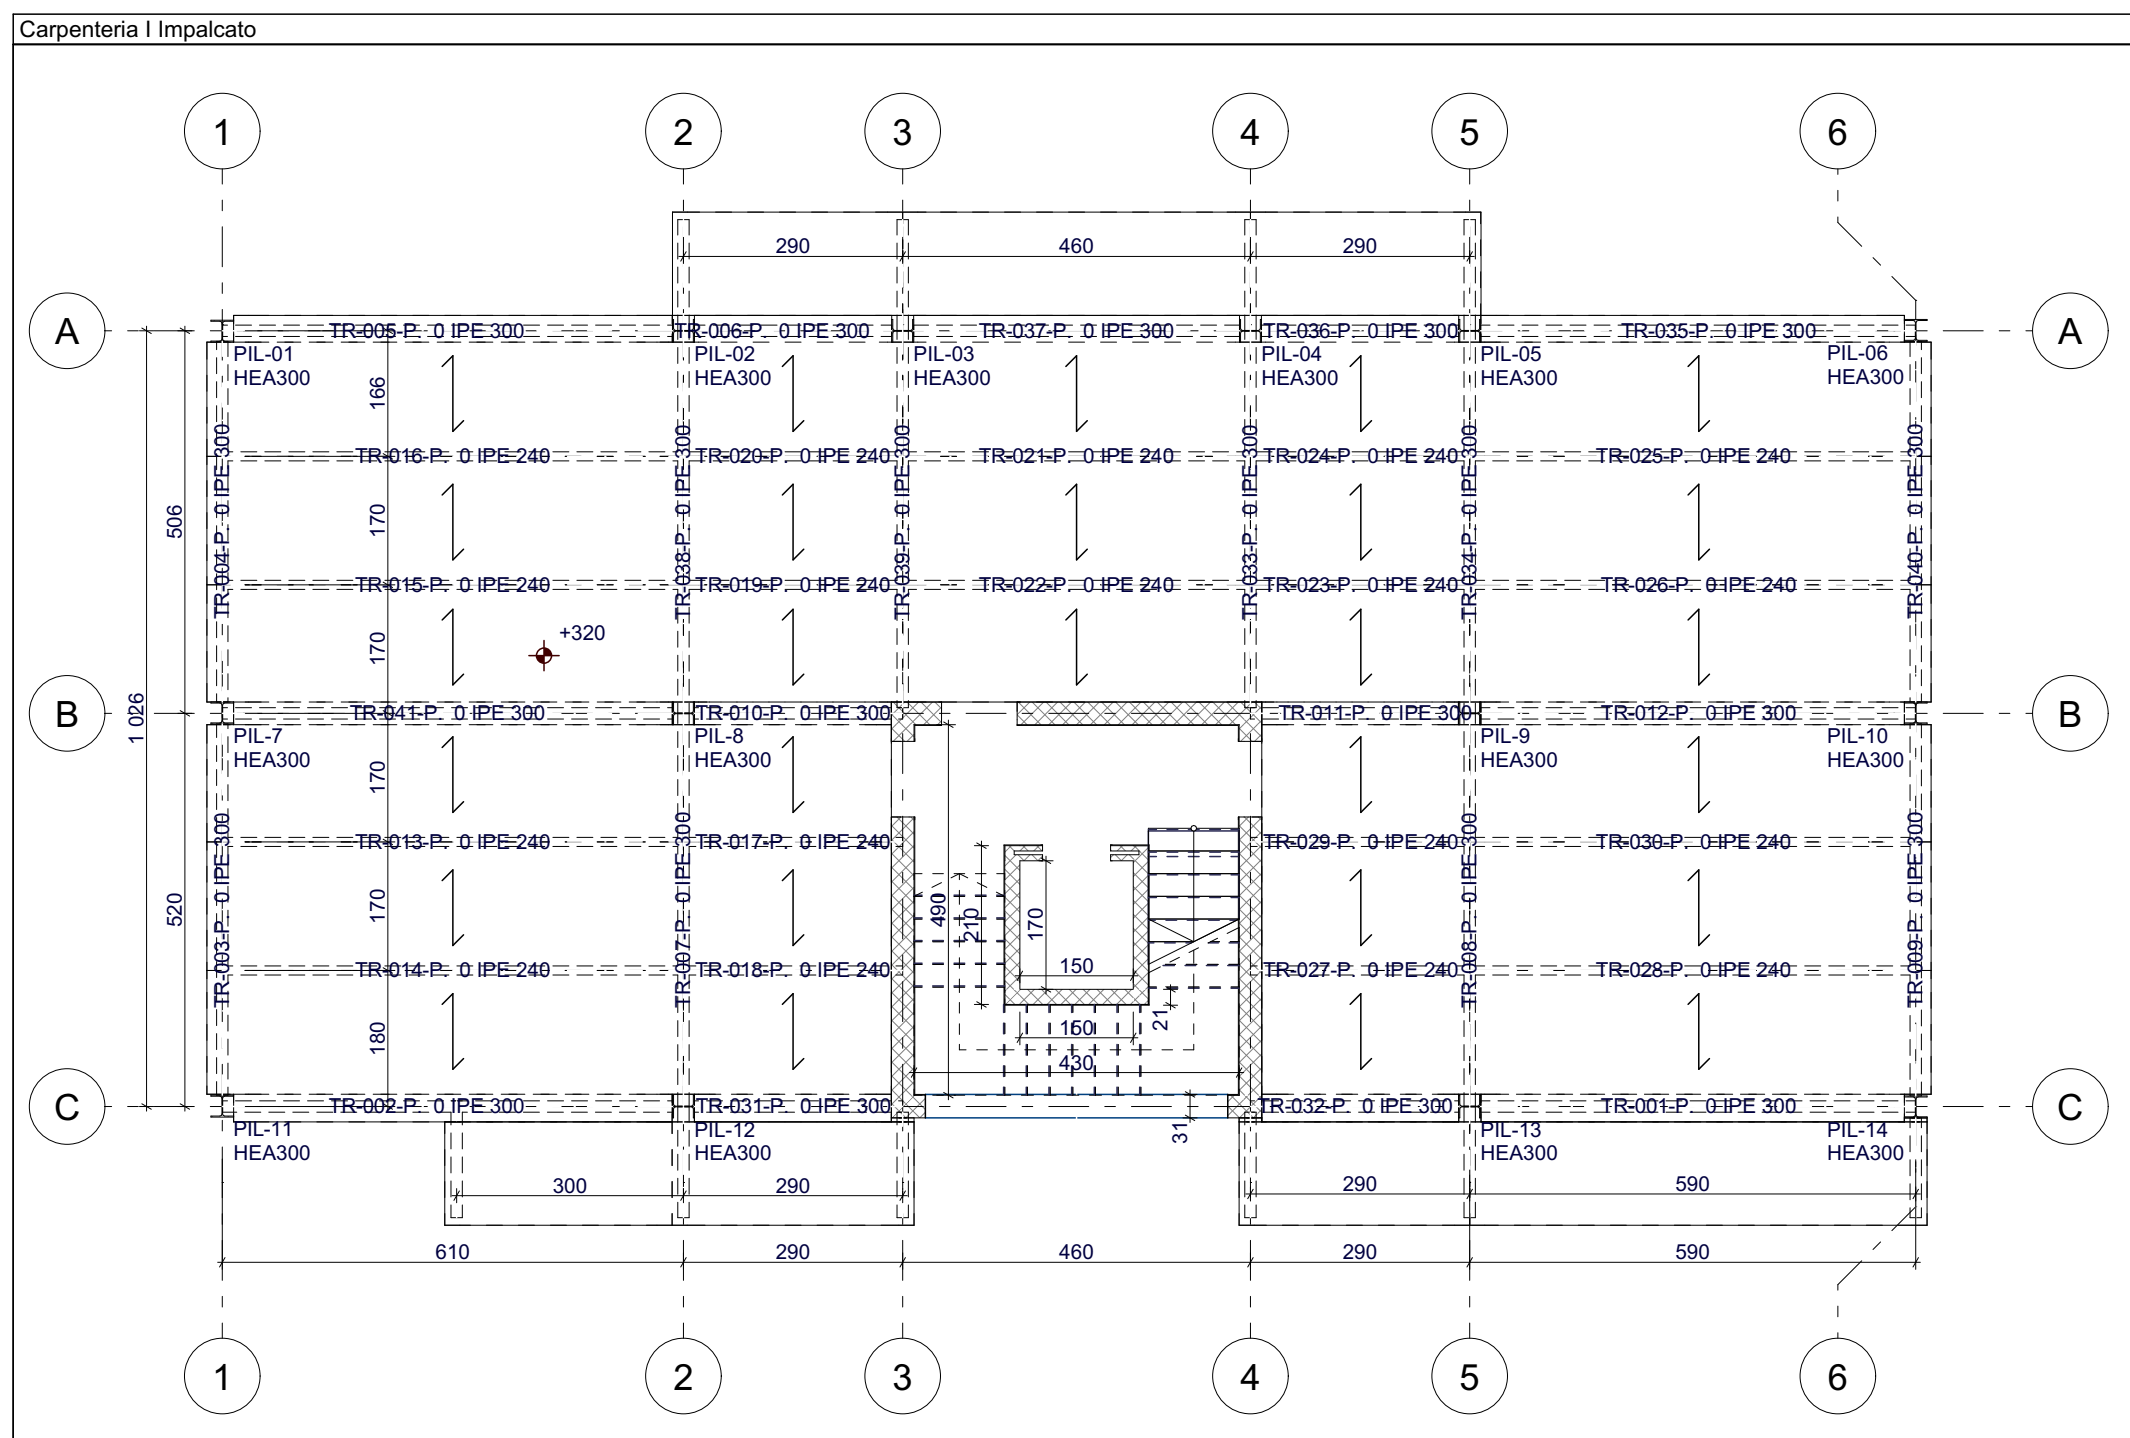 Carpenteria I Impalcato
1
2
3
4
5
6
290
460
290
A
TR-005-P. 0 IPE 300
TR-006-P. 0 IPE 300
TR-037-P. 0 IPE 300
TR-036-P. 0 IPE 300
TR-035-P. 0 IPE 300
A
PIL-01
HEA300
PIL-02
HEA300
PIL-03
HEA300
PIL-04
HEA300
PIL-05
HEA300
PIL-06
HEA300
166
TR-016-P. 0 IPE 240
TR-020-P. 0 IPE 240
TR-021-P. 0 IPE 240
TR-024-P. 0 IPE 240
TR-025-P. 0 IPE 240
TR-004-P. 0 IPE 300
TR-038-P. 0 IPE 300
TR-039-P. 0 IPE 300
TR-033-P. 0 IPE 300
TR-034-P. 0 IPE 300
TR-040-P. 0 IPE 300
506
170
TR-015-P. 0 IPE 240
TR-019-P. 0 IPE 240
TR-022-P. 0 IPE 240
TR-023-P. 0 IPE 240
TR-026-P. 0 IPE 240
170
+320
1 026
B
TR-041-P. 0 IPE 300
TR-010-P. 0 IPE 300
TR-011-P. 0 IPE 300
TR-012-P. 0 IPE 300
B
PIL-7
HEA300
PIL-8
HEA300
PIL-9
HEA300
PIL-10
HEA300
170
TR-013-P. 0 IPE 240
TR-017-P. 0 IPE 240
TR-029-P. 0 IPE 240
TR-030-P. 0 IPE 240
TR-003-P. 0 IPE 300
TR-007-P. 0 IPE 300
TR-008-P. 0 IPE 300
TR-009-P. 0 IPE 300
520
170
490
210
170
150
TR-014-P. 0 IPE 240
TR-018-P. 0 IPE 240
TR-027-P. 0 IPE 240
TR-028-P. 0 IPE 240
180
150
21
430
C
TR-002-P. 0 IPE 300
TR-031-P. 0 IPE 300
TR-032-P. 0 IPE 300
TR-001-P. 0 IPE 300
C
31
PIL-11
HEA300
PIL-12
HEA300
PIL-13
HEA300
PIL-14
HEA300
300
290
290
590
610
290
460
290
590
1
2
3
4
5
6